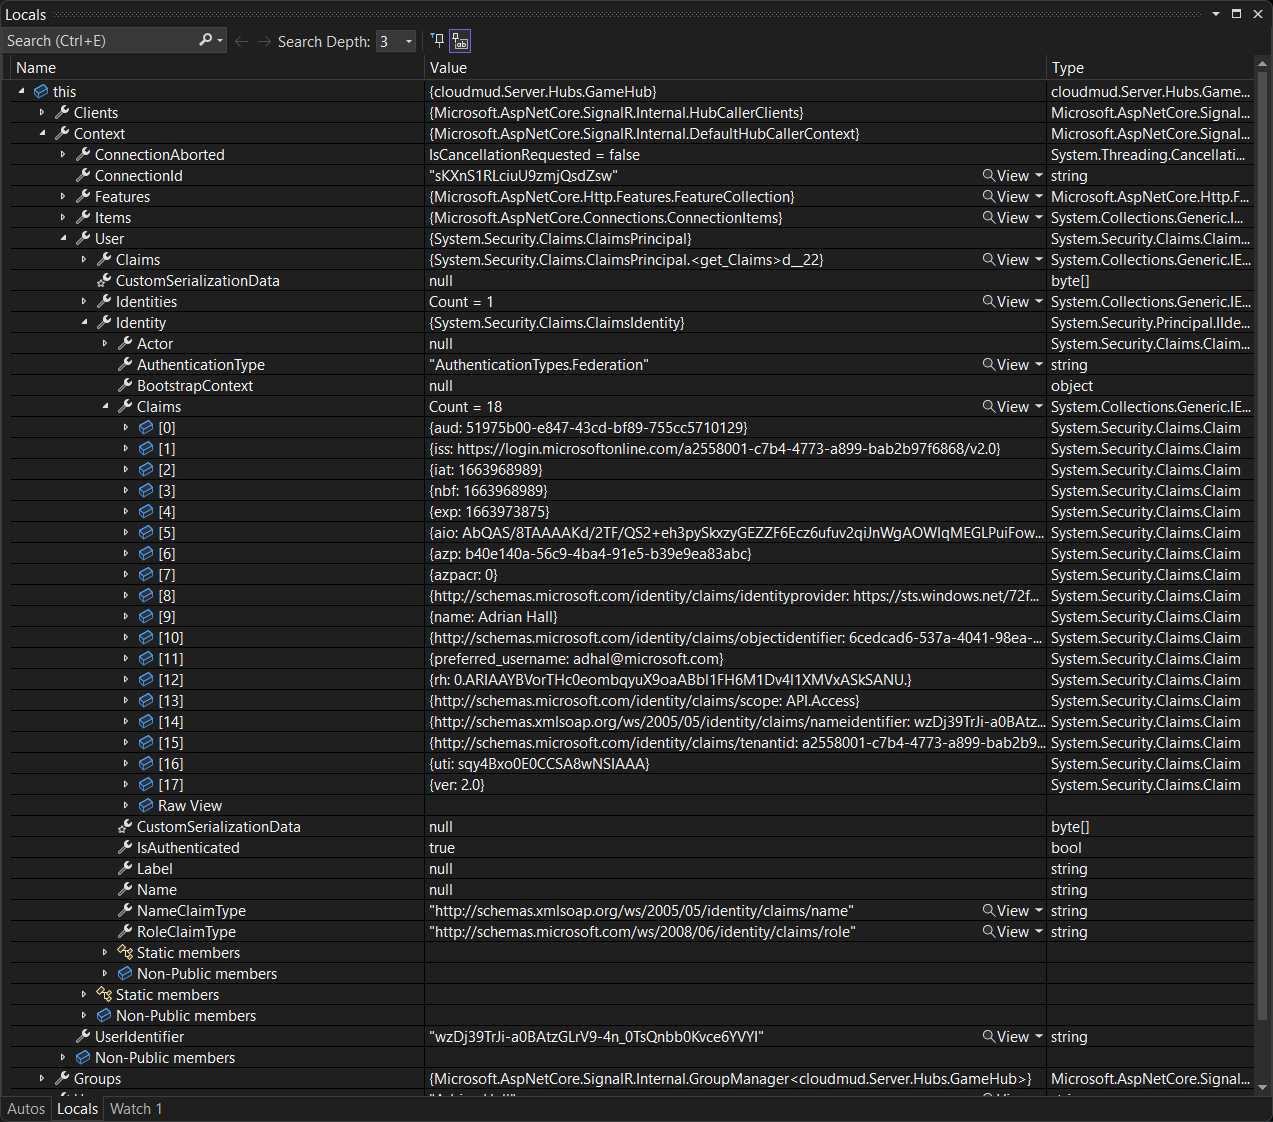 Locals
Search (Ctrl+E) Search Depth: 3
Name Value Type
this {cloudmud.Server.Hubs.GameHub} cloudmud.Server.Hubs.Game...
Clients {Microsoft.AspNetCore.SignalR.Internal.HubCallerClients} Microsoft.AspNetCore.Signal...
Context {Microsoft.AspNetCore.SignalR.Internal.DefaultHubCallerContext} Microsoft.AspNetCore.Signal...
ConnectionAborted IsCancellationRequested = false System.Threading.Cancellati...
ConnectionId "sKXnS1RLciuU9zmjQsdZsw" View string
Features {Microsoft.AspNetCore.Http.Features.FeatureCollection} View Microsoft.AspNetCore.Http.F...
Items {Microsoft.AspNetCore.Connections.ConnectionItems} View System.Collections.Generic.I...
User {System.Security.Claims.ClaimsPrincipal} System.Security.Claims.Claim...
Claims {System.Security.Claims.ClaimsPrincipal.<get_Claims>d__22} View System.Collections.Generic.IE...
CustomSerializationData null byte[]
Identities Count = 1 View System.Collections.Generic.IE...
Identity {System.Security.Claims.ClaimsIdentity} System.Security.Principal.IIde...
Actor null System.Security.Claims.Claim...
AuthenticationType "AuthenticationTypes.Federation" View string
BootstrapContext null object
Claims Count = 18 View System.Collections.Generic.IE...
[0] {aud: 51975b00-e847-43cd-bf89-755cc5710129} System.Security.Claims.Claim
[1] {iss: https://login.microsoftonline.com/a2558001-c7b4-4773-a899-bab2b97f6868/v2.0} System.Security.Claims.Claim
[2] {iat: 1663968989} System.Security.Claims.Claim
[3] {nbf: 1663968989} System.Security.Claims.Claim
[4] {exp: 1663973875} System.Security.Claims.Claim
[5] {aio: AbQAS/8TAAAAKd/2TF/QS2+eh3pySkxzyGEZZF6Ecz6ufuv2qiJnWgAOWIqMEGLPuiFow... System.Security.Claims.Claim
[6] {azp: b40e140a-56c9-4ba4-91e5-b39e9ea83abc} System.Security.Claims.Claim
[7] {azpacr: 0} System.Security.Claims.Claim
[8] {http://schemas.microsoft.com/identity/claims/identityprovider: https://sts.windows.net/72f... System.Security.Claims.Claim
[9] {name: Adrian Hall} System.Security.Claims.Claim
[10] {http://schemas.microsoft.com/identity/claims/objectidentifier: 6cedcad6-537a-4041-98ea-... System.Security.Claims.Claim
[11] {preferred_username: adhal@microsoft.com} System.Security.Claims.Claim
[12] {rh: 0.ARIAAYBVorTHc0eombqyuX9oaABbl1FH6M1Dv4l1XMVxASkSANU.} System.Security.Claims.Claim
[13] {http://schemas.microsoft.com/identity/claims/scope: API.Access} System.Security.Claims.Claim
[14] {http://schemas.xmlsoap.org/ws/2005/05/identity/claims/nameidentifier: wzDj39TrJi-a0BAtz... System.Security.Claims.Claim
[15] {http://schemas.microsoft.com/identity/claims/tenantid: a2558001-c7b4-4773-a899-bab2b9... System.Security.Claims.Claim
[16] {uti: sqy4Bxo0E0CCSA8wNSIAAA} System.Security.Claims.Claim
[17] {ver: 2.0} System.Security.Claims.Claim
Raw View
CustomSerializationData null byte[]
IsAuthenticated true bool
Label null string
Name null string
NameClaimType "http://schemas.xmlsoap.org/ws/2005/05/identity/claims/name" View string
RoleClaimType "http://schemas.microsoft.com/ws/2008/06/identity/claims/role" View string
Static members
Non-Public members
Static members
Non-Public members
UserIdentifier "wzDj39TrJi-a0BAtzGLrV9-4n_0TsQnbb0Kvce6YVYI" View string
Non-Public members
Groups {Microsoft.AspNetCore.SignalR.Internal.GroupManager<cloudmud.Server.Hubs.GameHub>} Microsoft.AspNetCore.Signal...
Autos Locals Watch 1